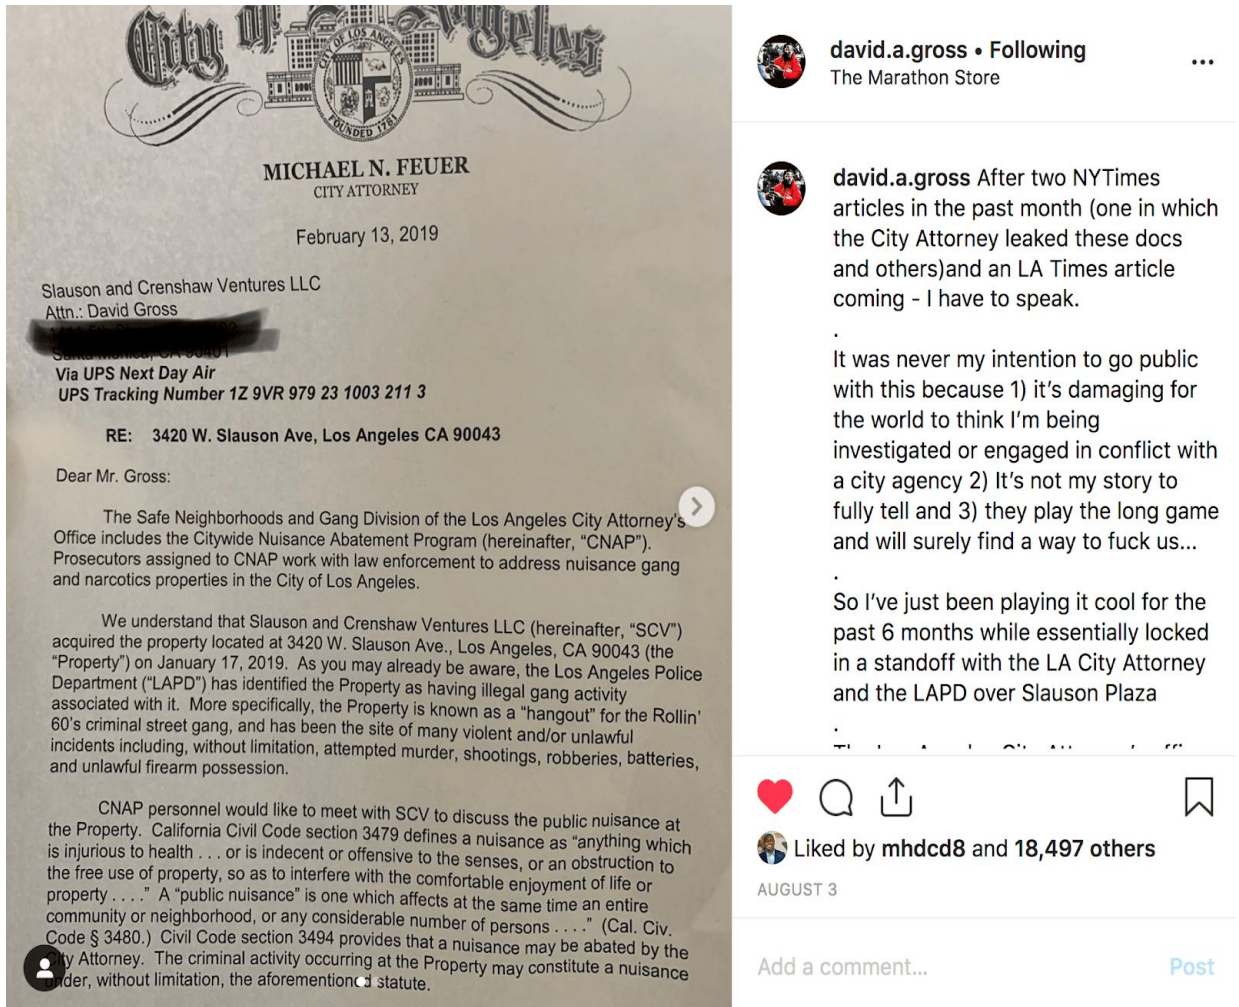 City of Los Angeles
CITY OF LOS ANGELES
FOUNDED 1781
MICHAEL N. FEUER
CITY ATTORNEY
February 13, 2019
Slauson and Crenshaw Ventures LLC
Attn.: David Gross
Santa Monica, CA 90401
Via UPS Next Day Air
UPS Tracking Number 1Z 9VR 979 23 1003 211 3
RE: 3420 W. Slauson Ave, Los Angeles CA 90043
Dear Mr. Gross:
The Safe Neighborhoods and Gang Division of the Los Angeles City Attorney's
Office includes the Citywide Nuisance Abatement Program (hereinafter, “CNAP”).
Prosecutors assigned to CNAP work with law enforcement to address nuisance gang
and narcotics properties in the City of Los Angeles.
We understand that Slauson and Crenshaw Ventures LLC (hereinafter, “SCV”)
acquired the property located at 3420 W. Slauson Ave., Los Angeles, CA 90043 (the
“Property”) on January 17, 2019. As you may already be aware, the Los Angeles Police
Department (“LAPD”) has identified the Property as having illegal gang activity
associated with it. More specifically, the Property is known as a “hangout” for the Rollin’
60’s criminal street gang, and has been the site of many violent and/or unlawful
incidents including, without limitation, attempted murder, shootings, robberies, batteries,
and unlawful firearm possession.
CNAP personnel would like to meet with SCV to discuss the public nuisance at
the Property. California Civil Code section 3479 defines a nuisance as “anything which
is injurious to health . . . or is indecent or offensive to the senses, or an obstruction to
the free use of property, so as to interfere with the comfortable enjoyment of life or
property . . . .” A “public nuisance” is one which affects at the same time an entire
community or neighborhood, or any considerable number of persons . . . .” (Cal. Civ.
Code § 3480.) Civil Code section 3494 provides that a nuisance may be abated by the
City Attorney. The criminal activity occurring at the Property may constitute a nuisance
under, without limitation, the aforementioned statute.
david.a.gross • Following
The Marathon Store
david.a.gross After two NYTimes
articles in the past month (one in which
the City Attorney leaked these docs
and others)and an LA Times article
coming - I have to speak.
.
It was never my intention to go public
with this because 1) it’s damaging for
the world to think I’m being
investigated or engaged in conflict with
a city agency 2) It’s not my story to
fully tell and 3) they play the long game
and will surely find a way to fuck us...
.
So I’ve just been playing it cool for the
past 6 months while essentially locked
in a standoff with the LA City Attorney
and the LAPD over Slauson Plaza
.
Liked by mhdcd8 and 18,497 others
AUGUST 3
Add a comment...
Post